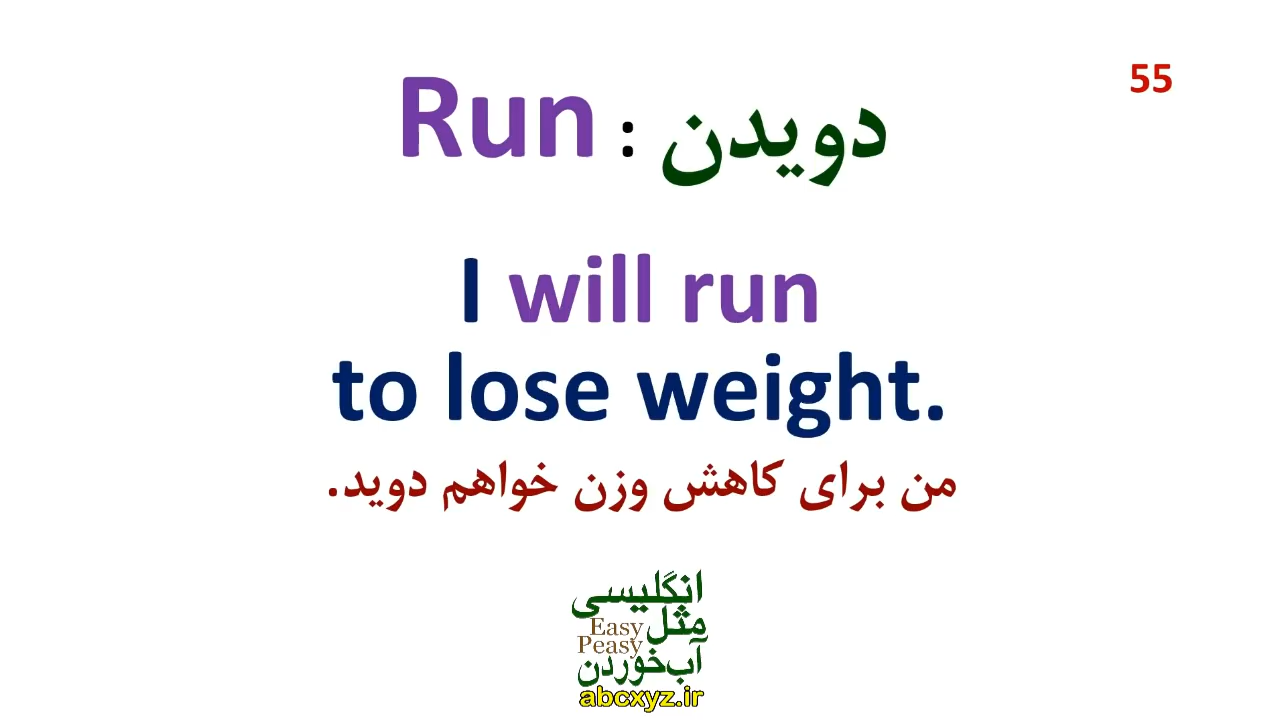 55
Run : دویدن
I will run
to lose weight.
من برای کاهش وزن خواهم دوید.
انگلیسی
مثل
Easy
Peasy
آب‌خوردن
abcxyz.ir